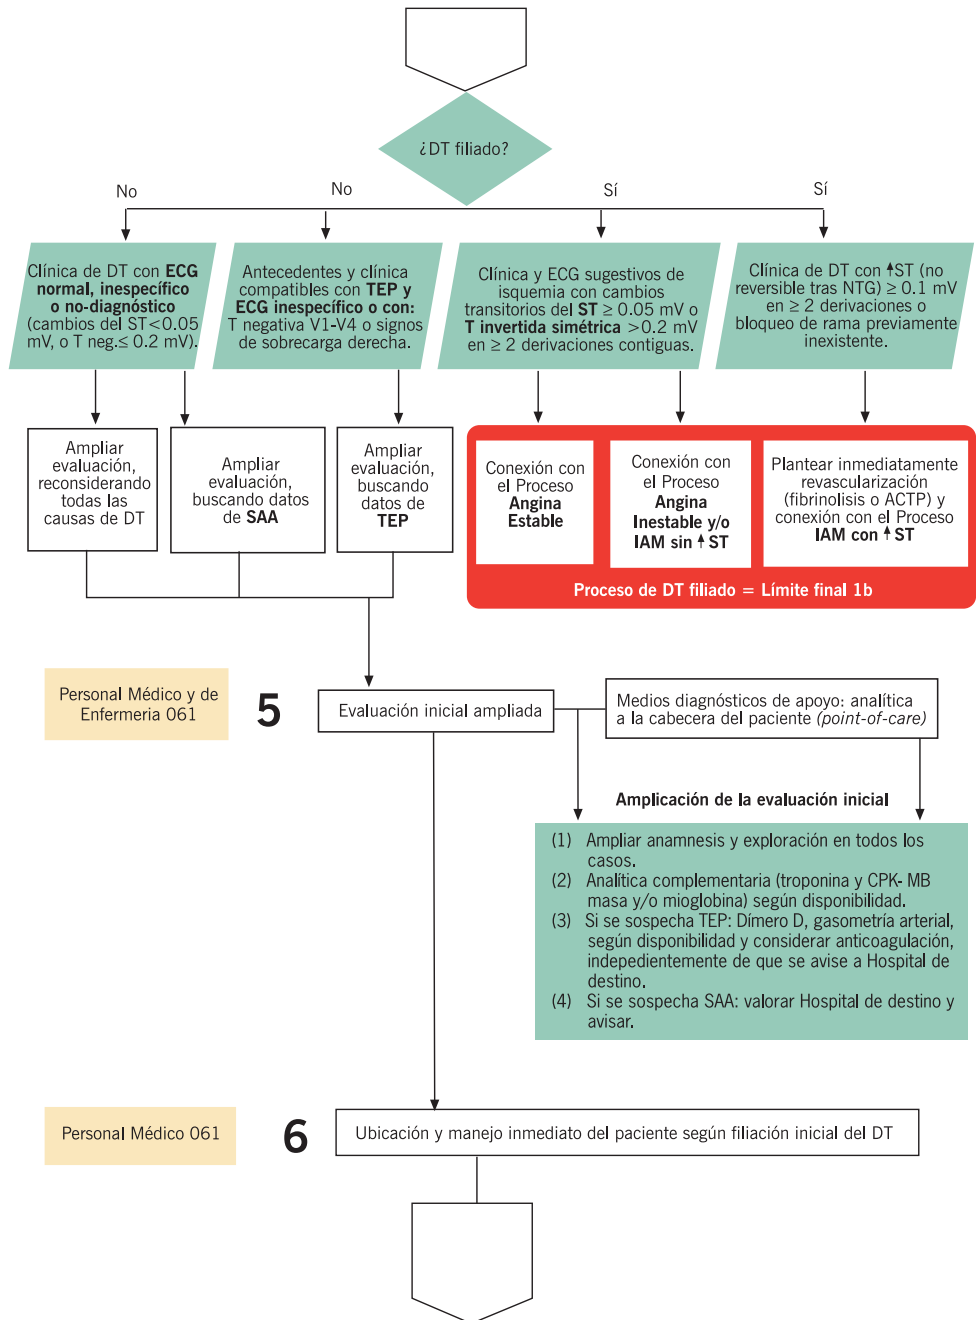 ¿DT filiado?
No
No
Sí
Sí
Clínica de DT con ECG
normal, inespecífico
o no-diagnóstico
(cambios del ST<0.05
mV, o T neg.≤ 0.2 mV).
Antecedentes y clínica
compatibles con TEP y
ECG inespecífico o con:
T negativa V1-V4 o signos
de sobrecarga derecha.
Clínica y ECG sugestivos de
isquemia con cambios
transitorios del ST ≥ 0.05 mV o
T invertida simétrica >0.2 mV
en ≥ 2 derivaciones contiguas.
Clínica de DT con ↑ST (no
reversible tras NTG) ≥ 0.1 mV
en ≥ 2 derivaciones o
bloqueo de rama previamente
inexistente.
Ampliar
evaluación,
reconsiderando
todas las
causas de DT
Ampliar
evaluación,
buscando datos
de SAA
Ampliar
evaluación,
buscando
datos de
TEP
Conexión con
el Proceso
Angina
Estable
Conexión con
el Proceso
Angina
Inestable y/o
IAM sin ↑ ST
Plantear inmediatamente
revascularización
(fibrinolisis o ACTP) y
conexión con el Proceso
IAM con ↑ ST
Proceso de DT filiado = Límite final 1b
Personal Médico y de
Enfermeria 061
5
Evaluación inicial ampliada
Medios diagnósticos de apoyo: analítica
a la cabecera del paciente (point-of-care)
Amplicación de la evaluación inicial
(1) Ampliar anamnesis y exploración en todos los
casos.
(2) Analítica complementaria (troponina y CPK- MB
masa y/o mioglobina) según disponibilidad.
(3) Si se sospecha TEP: Dímero D, gasometría arterial,
según disponibilidad y considerar anticoagulación,
indepedientemente de que se avise a Hospital de
destino.
(4) Si se sospecha SAA: valorar Hospital de destino y
avisar.
Personal Médico 061
6
Ubicación y manejo inmediato del paciente según filiación inicial del DT